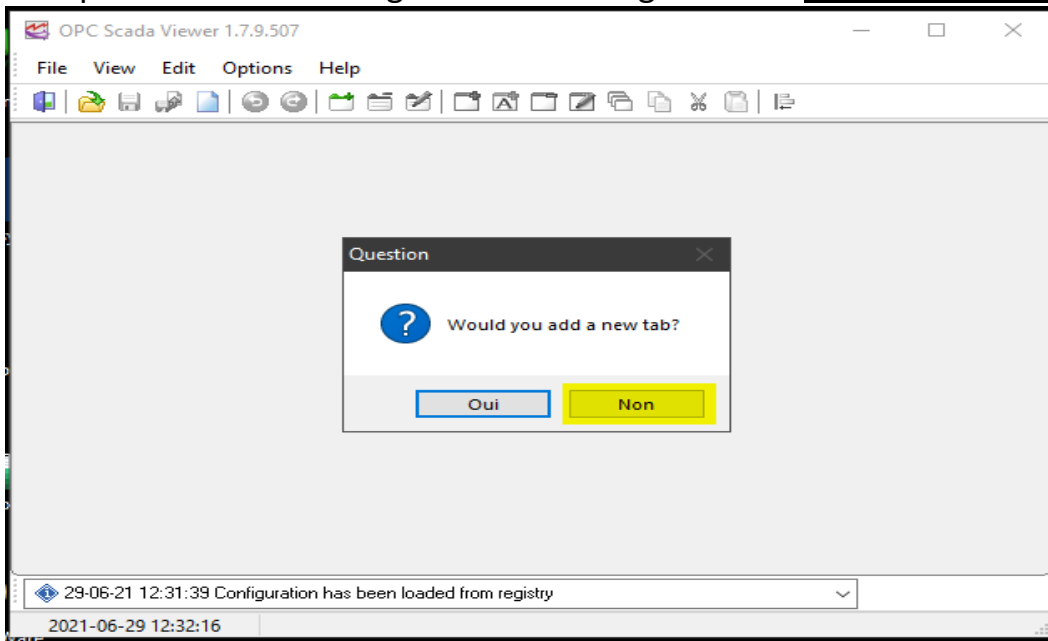 OPC Scada Viewer 1.7.9.507
File View Edit Options Help
Question
Would you add a new tab?
Oui Non
29-06-21 12:31:39 Configuration has been loaded from registry
2021-06-29 12:32:16